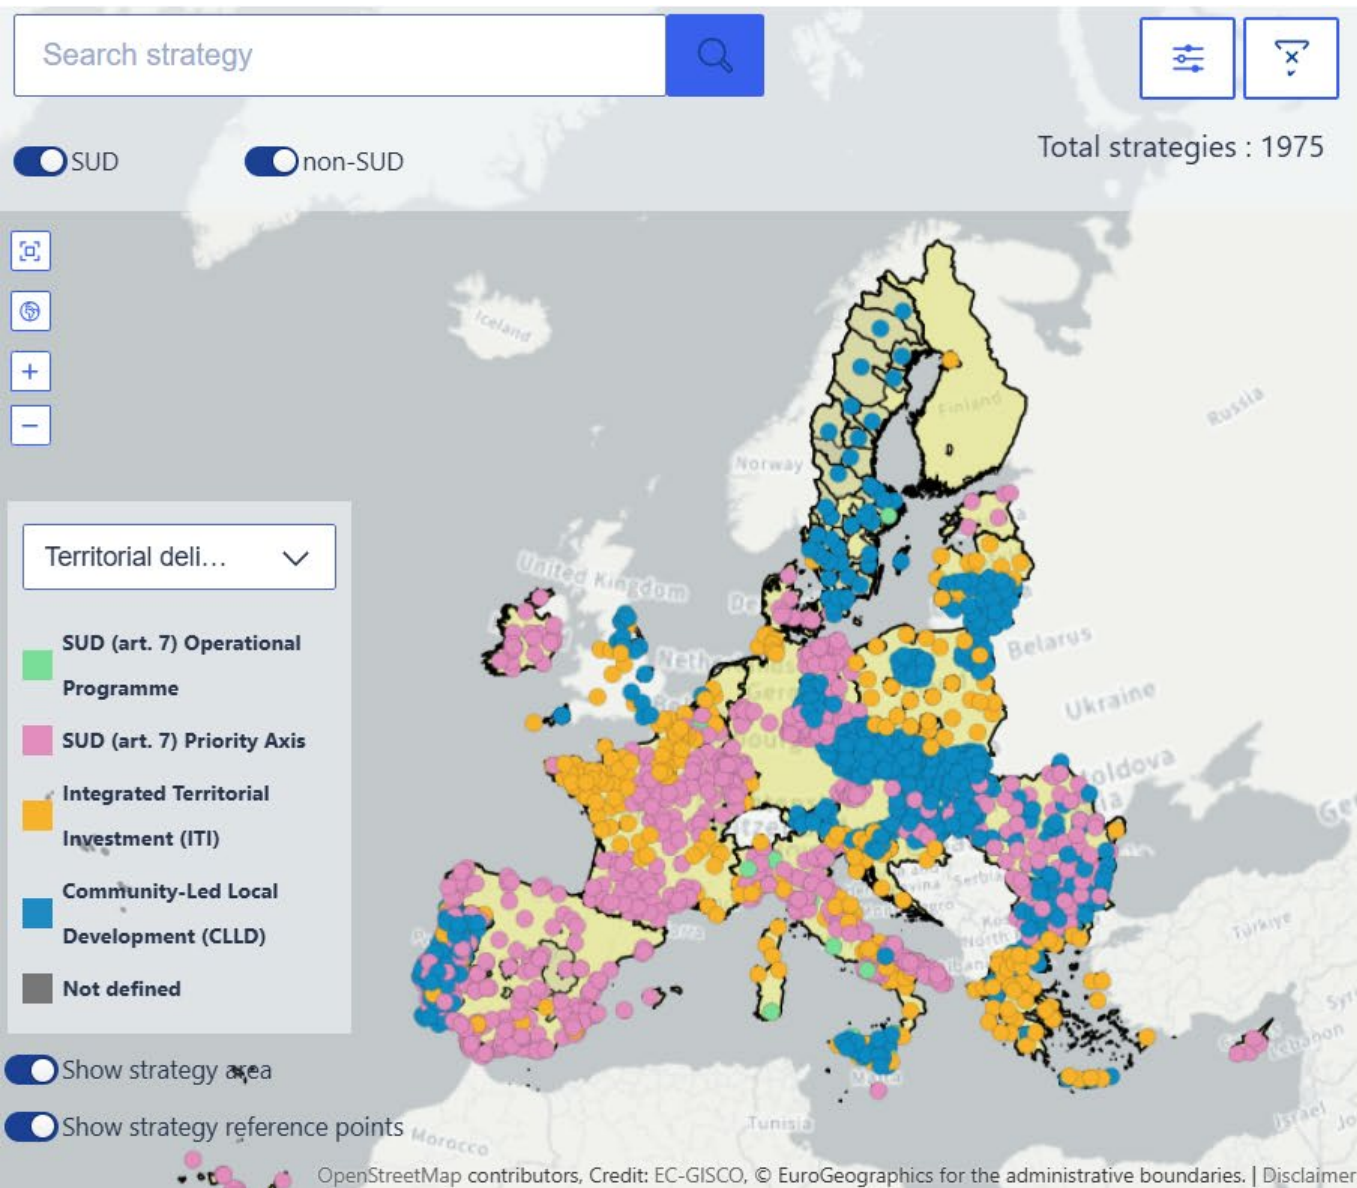 Search strategy
SUD
non-SUD
Total strategies : 1975
Iceland
Norway
Finland
Russia
United Kingdom
Belarus
Ukraine
Türkiye
Lebanon
Israel
Malta
Tunisia
Morocco
Territorial deli...
SUD (art. 7) Operational
Programme
SUD (art. 7) Priority Axis
Integrated Territorial
Investment (ITI)
Community-Led Local
Development (CLLD)
Not defined
Show strategy area
Show strategy reference points
OpenStreetMap contributors, Credit: EC-GISCO, © EuroGeographics for the administrative boundaries. | Disclaimer